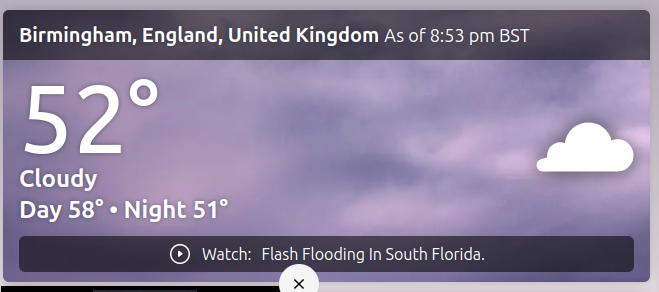 Birmingham, England, United Kingdom As of 8:53 pm BST
52°
Cloudy
Day 58° • Night 51°
Watch: Flash Flooding In South Florida.